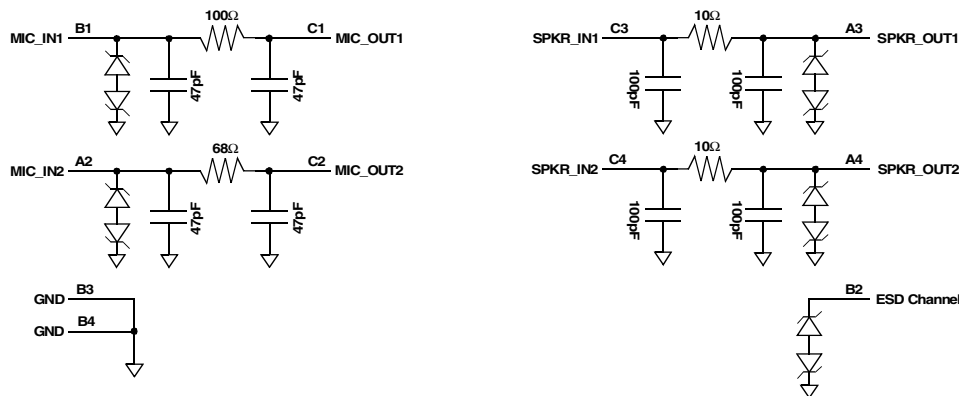 100Ω
MIC_IN1 B1 C1 MIC_OUT1
47pF
47pF
68Ω
MIC_IN2 A2 C2 MIC_OUT2
47pF
47pF
GND B3
GND B4
10Ω
SPKR_IN1 C3 A3 SPKR_OUT1
100pF
100pF
10Ω
SPKR_IN2 C4 A4 SPKR_OUT2
100pF
100pF
B2 ESD Channel